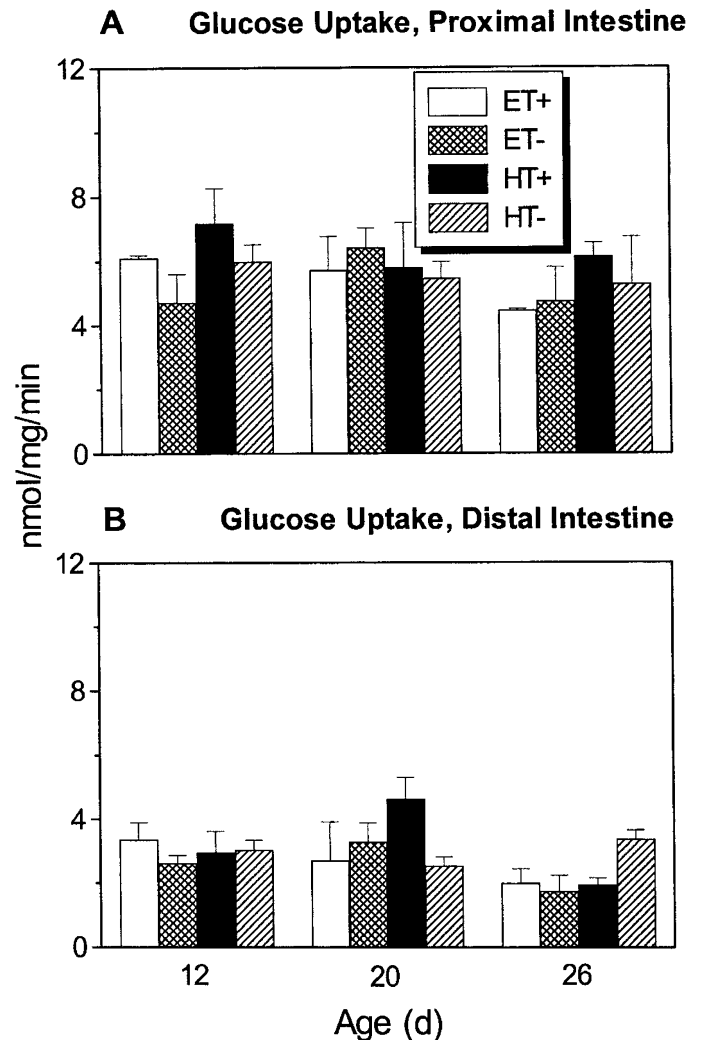 A Glucose Uptake, Proximal Intestine
12
8
4
0
ET+
ET-
HT+
HT-
nmol/mg/min
B Glucose Uptake, Distal Intestine
12
8
4
0
12 20 26
Age (d)